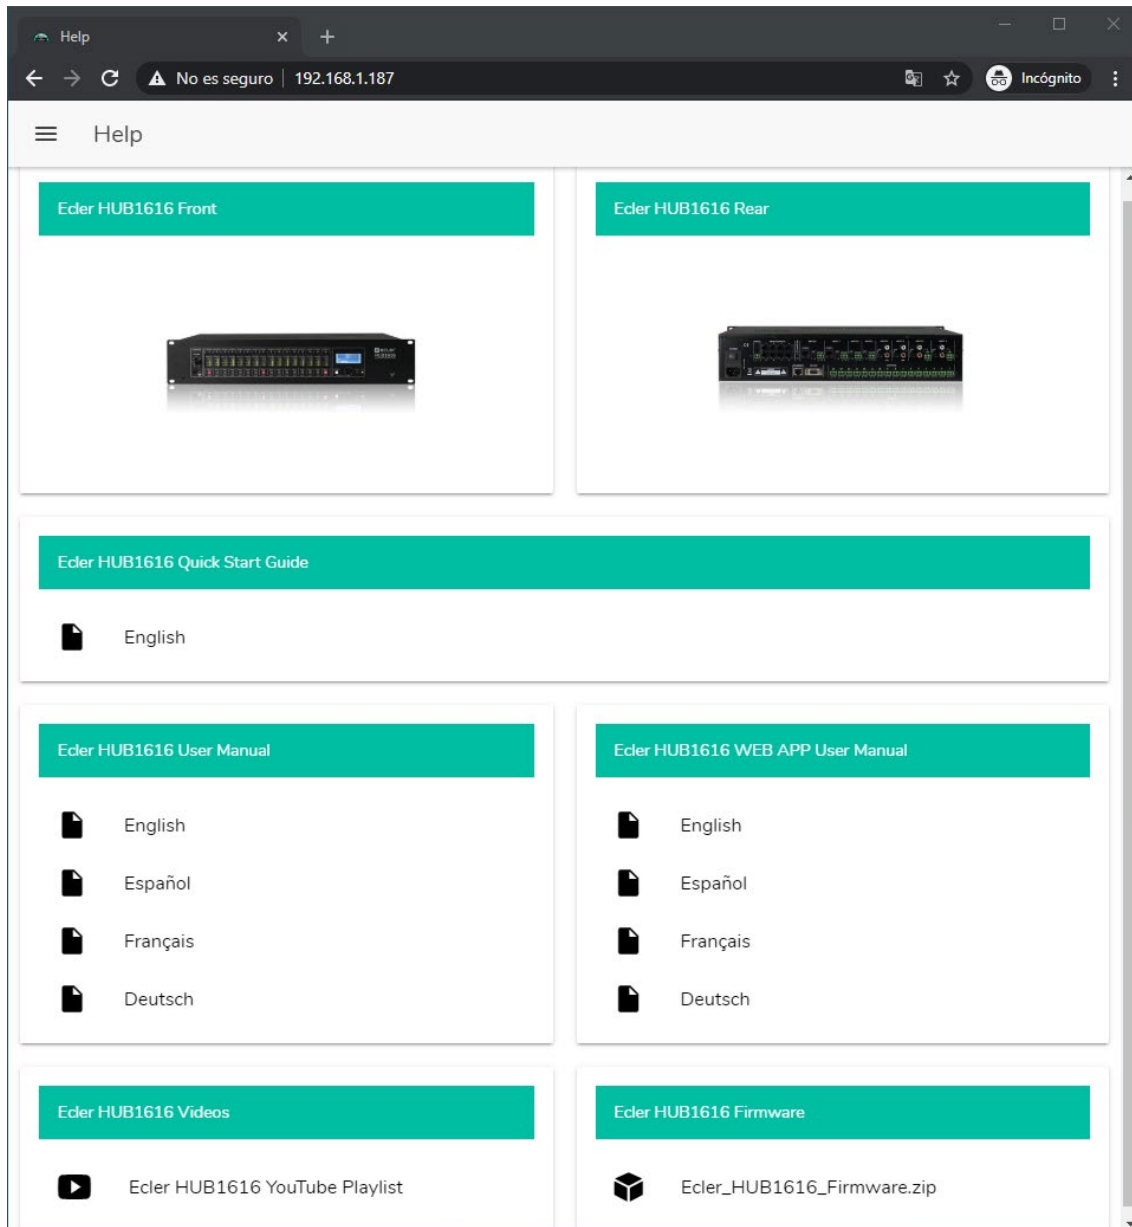 Help
No es seguro | 192.168.1.187
Incógnito
Help
Ecler HUB1616 Front
Ecler HUB1616 Rear
Ecler HUB1616 Quick Start Guide
English
Ecler HUB1616 User Manual
English
Español
Français
Deutsch
Ecler HUB1616 WEB APP User Manual
English
Español
Français
Deutsch
Ecler HUB1616 Videos
Ecler HUB1616 YouTube Playlist
Ecler HUB1616 Firmware
Ecler_HUB1616_Firmware.zip